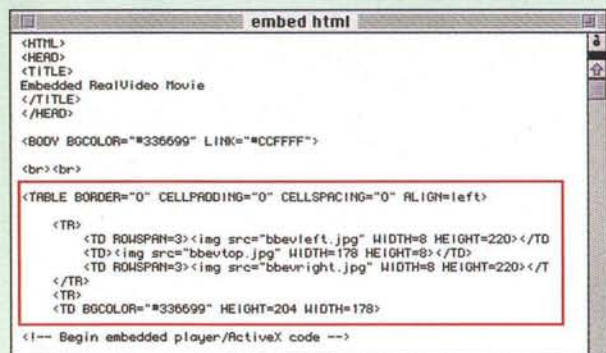 embed html
<HTML>
<HEAD>
<TITLE>
Embedded RealVideo Movie
</TITLE>
</HEAD>
<BODY BGCOLOR="#336699" LINK="#CCFFFF">
<br><br>
<TABLE BORDER="0" CELLPADDING="0" CELLSPACING="0" ALIGN=left>
<TR>
<TD ROWSPAN=3><img src="bbevleft.jpg" WIDTH=8 HEIGHT=220></TD
<TD><img src="bbevtop.jpg" WIDTH=178 HEIGHT=8></TD>
<TD ROWSPAN=3><img src="bbevright.jpg" WIDTH=8 HEIGHT=220></T
</TR>
<TR>
<TD BGCOLOR="#336699" HEIGHT=204 WIDTH=178>
<!-- Begin embedded player/ActiveX code -->